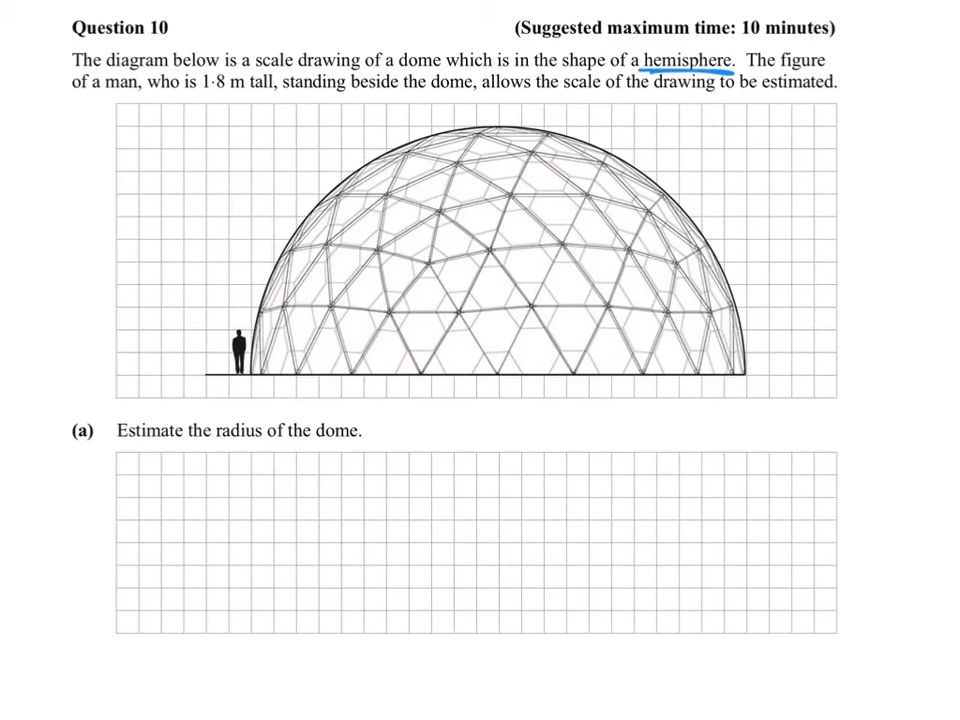 Question 10 (Suggested maximum time: 10 minutes)
The diagram below is a scale drawing of a dome which is in the shape of a hemisphere. The figure
of a man, who is 1·8 m tall, standing beside the dome, allows the scale of the drawing to be estimated.
(a) Estimate the radius of the dome.